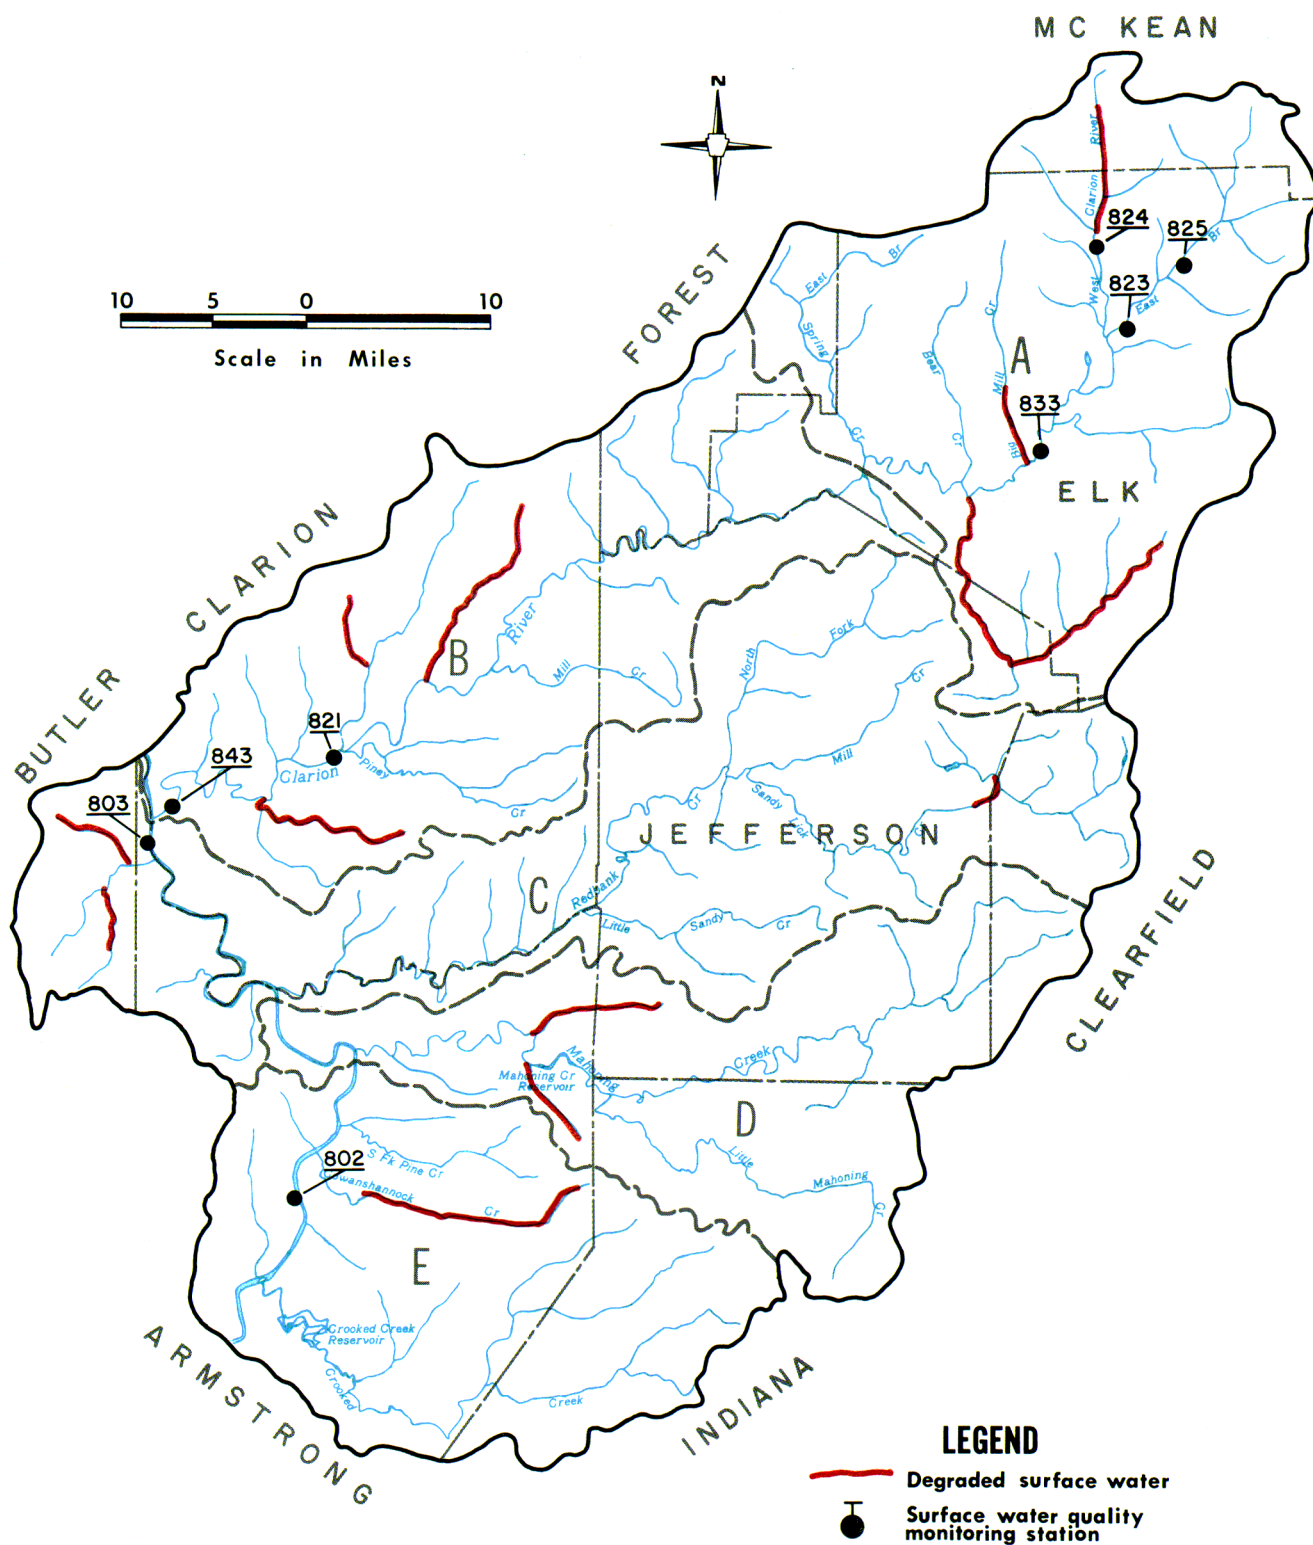 MC KEAN
N
River
Clarion
824
825
Br
West
823
East
FOREST
East
Br
Spring
Cr
10 5 0 10
Scale in Miles
Cr
Bear
Cr
A
Mill
Big
833
Cr
ELK
CLARION
B
River
Mill
Cr
North
Fork
Cr
Mill
BUTLER
821
843
803
Clarion
Piney
Cr
Sandy
Lick
Cr
Cr
JEFFERSON
C
Redbank
Little
Sandy
Cr
CLEARFIELD
Mahoning
Creek
Mahoning Cr
Reservoir
D
Little
Mahoning
Cr
802
S Fk Pine Cr
Cowanshannock
Cr
E
Crooked Creek
Reservoir
Crooked
Creek
ARMSTRONG
INDIANA
LEGEND
Degraded surface water
Surface water quality
monitoring station